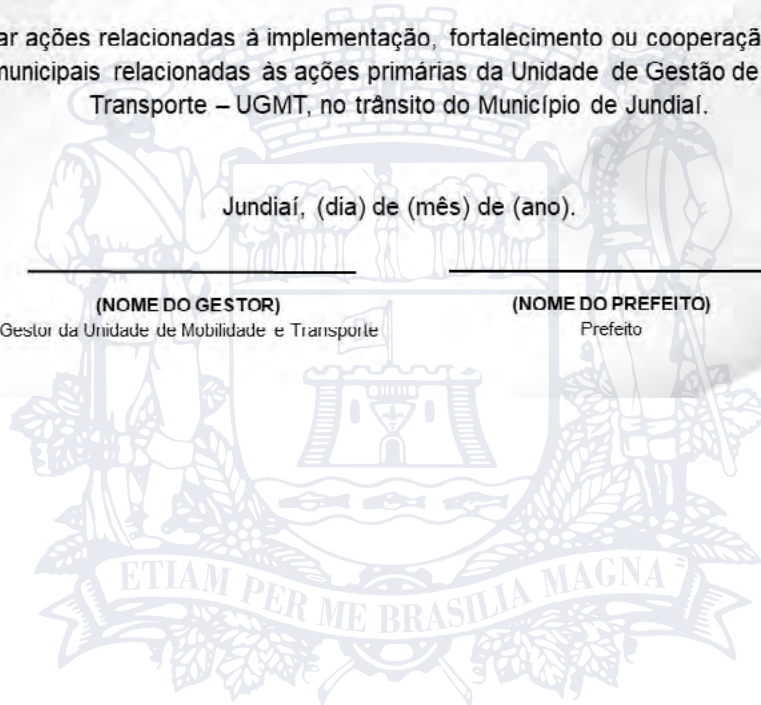 ar ações relacionadas à implementação, fortalecimento ou cooperaçã
municipais relacionadas às ações primárias da Unidade de Gestão de
Transporte – UGMT, no trânsito do Município de Jundiaí.
Jundiaí, (dia) de (mês) de (ano).
(NOME DO GESTOR)
Gestor da Unidade de Mobilidade e Transporte
(NOME DO PREFEITO)
Prefeito
ETIAM PER ME BRASILIA MAGNA